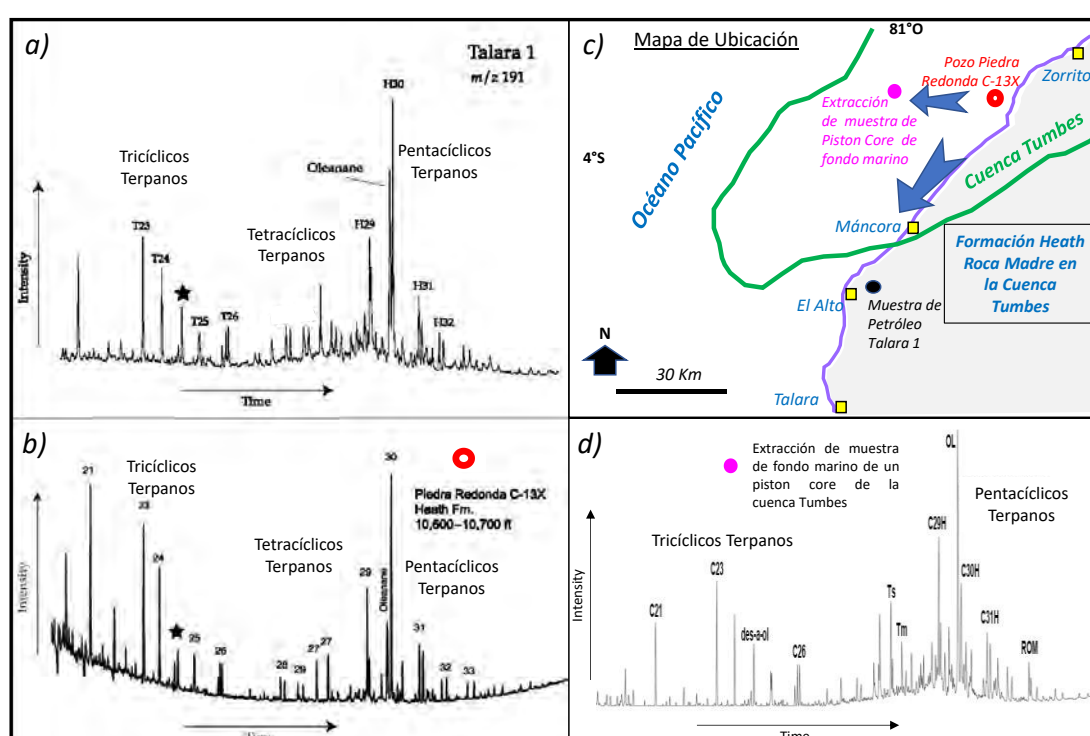 a)
Talara 1
m/z 191
H30
Tricíclicos
Terpanos
Oleanane
Pentacíclicos
Terpanos
T23
T24
T25
T26
Tetracíclicos
Terpanos
H29
H31
H32
Intensity
Time
b)
21
Tricíclicos
Terpanos
23
24
25
26
Tetracíclicos
Terpanos
28
29
27
27
29
30
Oleanane
Piedra Redonda C-13X
Heath Fm.
10,600–10,700 ft
Pentacíclicos
Terpanos
31
32
33
Intensity
c)
Mapa de Ubicación
81°O
Pozo Piedra
Redonda C-13X
Zorrito
Extracción
de muestra de
Piston Core de
fondo marino
Océano Pacífico
4°S
Cuenca Tumbes
Máncora
Formación Heath
Roca Madre en
la Cuenca
Tumbes
El Alto
Muestra de
Petróleo
Talara 1
N
30 Km
Talara
d)
Extracción de muestra
de fondo marino de un
piston core de la
cuenca Tumbes
OL
Pentacíclicos
Terpanos
Tricíclicos Terpanos
C21
C23
des-a-ol
C26
Ts
Tm
C29H
C30H
C31H
ROM
Intensity
Time